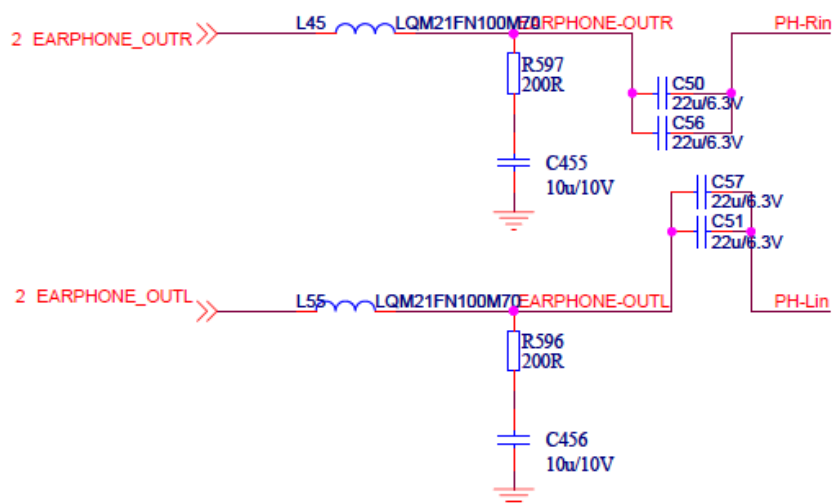 L45 LQM21FN100M70 EARPHONE-OUTR PH-Rin
2 EARPHONE_OUTR
R597
200R
C50
22u/6.3V
C56
22u/6.3V
C455
10u/10V
C57
22u/6.3V
C51
22u/6.3V
2 EARPHONE_OUTL
L55 LQM21FN100M70 EARPHONE-OUTL PH-Lin
R596
200R
C456
10u/10V